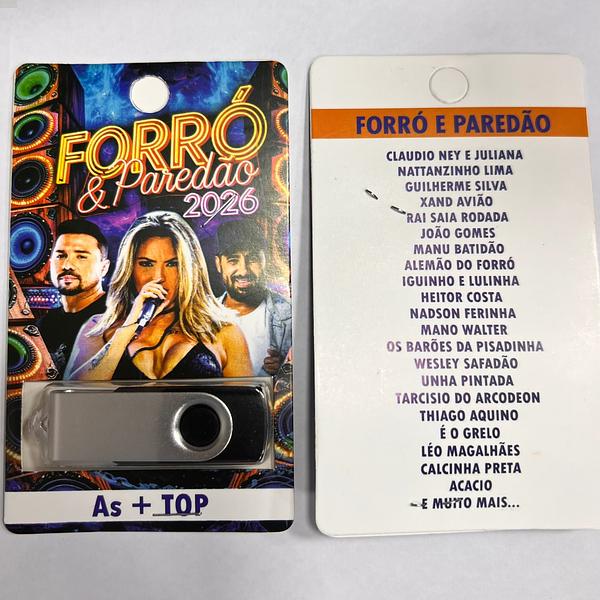 FORRÓ
& Paredão
2026
As + TOP
FORRÓ E PAREDÃO
CLAUDIO NEY E JULIANA
NATTANZINHO LIMA
GUILHERME SILVA
XAND AVIÃO
RAI SAIA RODADA
JOÃO GOMES
MANU BATIDÃO
ALEMÃO DO FORRÓ
IGUINHO E LULINHA
HEITOR COSTA
NADSON FERINHA
MANO WALTER
OS BARÕES DA PISADINHA
WESLEY SAFADÃO
UNHA PINTADA
TARCISIO DO ARCODEON
THIAGO AQUINO
É O GRELO
LÉO MAGALHÃES
CALCINHA PRETA
ACACIO
E MUITO MAIS...